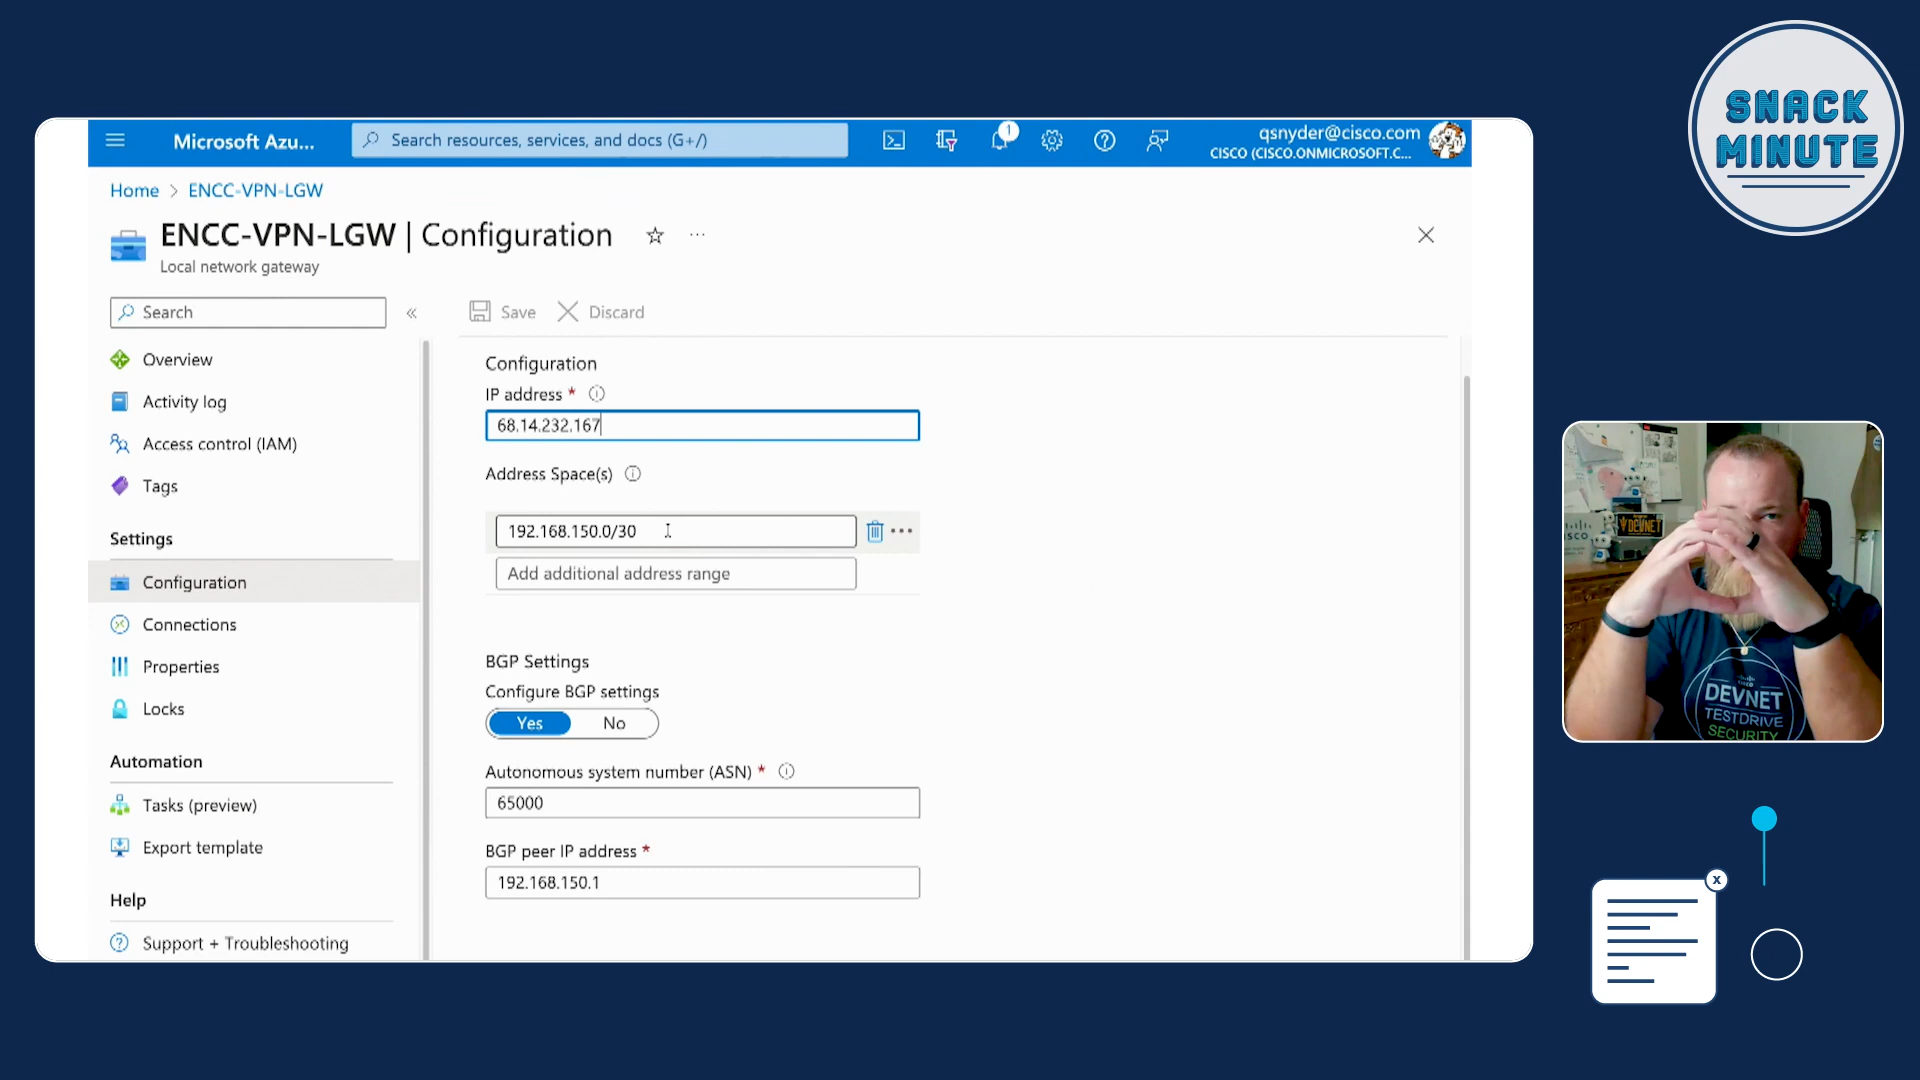 SNACK
MINUTE
Microsoft Azu...
Search resources, services, and docs (G+/)
1
qsnyder@cisco.com
CISCO (CISCO.ONMICROSOFT.C...
Home > ENCC-VPN-LGW
ENCC-VPN-LGW | Configuration
Local network gateway
Search
Save
Discard
Overview
Activity log
Access control (IAM)
Tags
Settings
Configuration
Connections
Properties
Locks
Automation
Tasks (preview)
Export template
Help
Support + Troubleshooting
Configuration
IP address *
68.14.232.167
Address Space(s)
192.168.150.0/30
Add additional address range
BGP Settings
Configure BGP settings
Yes No
Autonomous system number (ASN) *
65000
BGP peer IP address *
192.168.150.1
DEVNET
DEVNET
TESTDRIVE
SECURITY
x